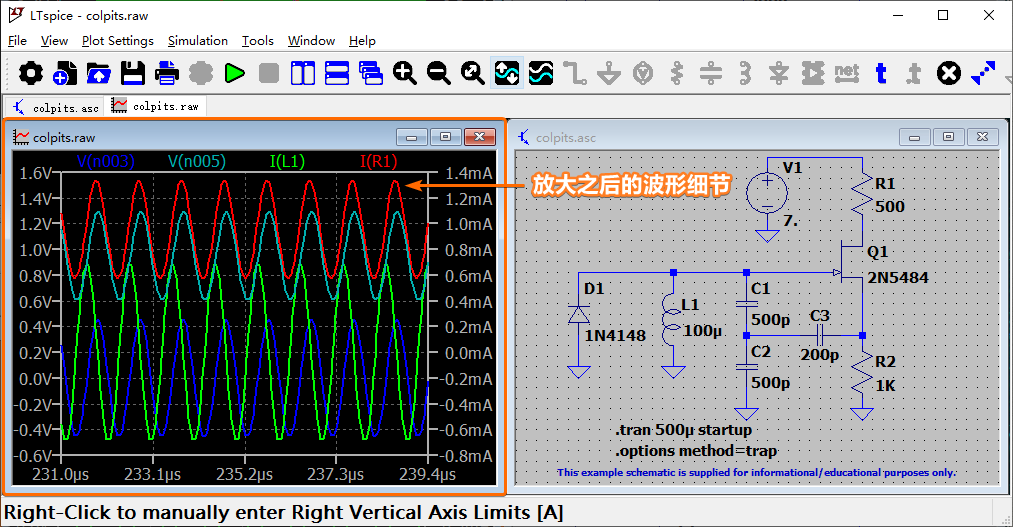 LTspice - colpits.raw
File View Plot Settings Simulation Tools Window Help
net t t
colpits.asc colpits.raw
colpits.raw
V(n003) V(n005) I(L1) I(R1)
1.6V 1.4mA
1.4V 1.2mA
1.2V 1.0mA
1.0V 0.8mA
0.8V 0.6mA
0.6V 0.4mA
0.4V 0.2mA
0.2V 0.0mA
0.0V -0.2mA
-0.2V -0.4mA
-0.4V -0.6mA
-0.6V -0.8mA
231.0µs 233.1µs 235.2µs 237.3µs 239.4µs
放大之后的波形细节
colpits.asc
V1
7.
R1
500
Q1
2N5484
D1
1N4148
L1
100µ
C1
500p
C3
200p
C2
500p
R2
1K
.tran 500µ startup
.options method=trap
This example schematic is supplied for informational/educational purposes only.
Right-Click to manually enter Right Vertical Axis Limits [A]